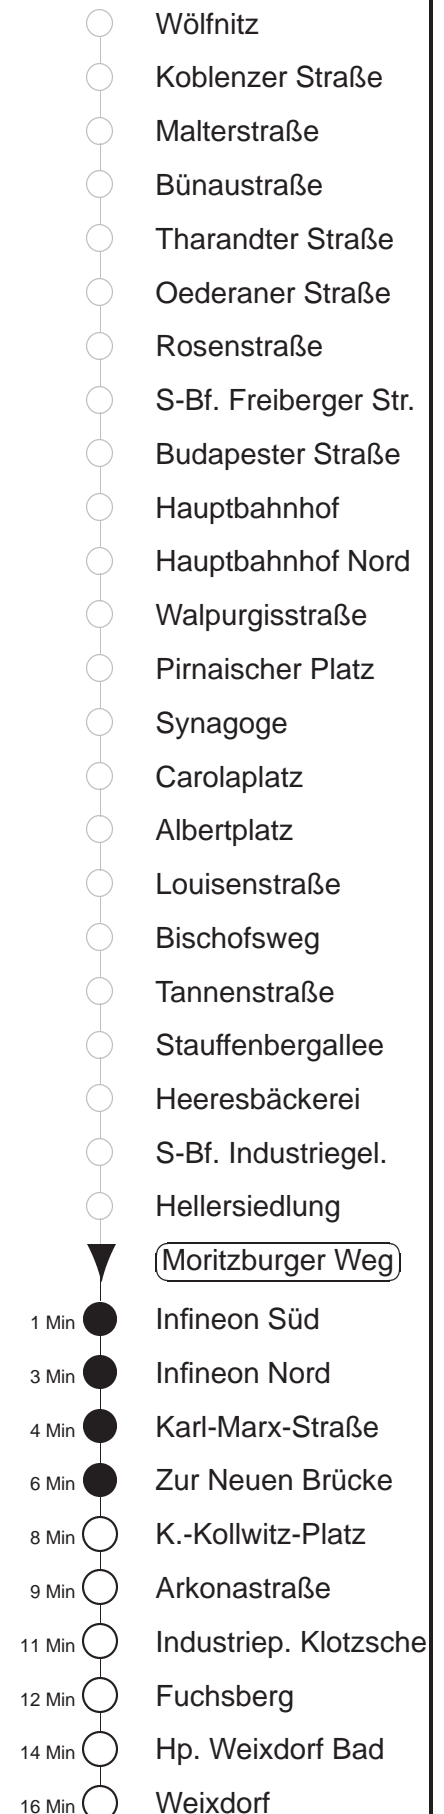 Wölfnitz
Koblenzer Straße
Malterstraße
Bünaustraße
Tharandter Straße
Oederaner Straße
Rosenstraße
S-Bf. Freiberger Str.
Budapester Straße
Hauptbahnhof
Hauptbahnhof Nord
Walpurgisstraße
Pirnaischer Platz
Synagoge
Carolaplatz
Albertplatz
Louisenstraße
Bischofsweg
Tannenstraße
Stauffenbergallee
Heeresbäckerei
S-Bf. Industriegel.
Hellersiedlung
Moritzburger Weg
1 Min Infineon Süd
3 Min Infineon Nord
4 Min Karl-Marx-Straße
6 Min Zur Neuen Brücke
8 Min K.-Kollwitz-Platz
9 Min Arkonastraße
11 Min Industriep. Klotzsche
12 Min Fuchsberg
14 Min Hp. Weixdorf Bad
16 Min Weixdorf